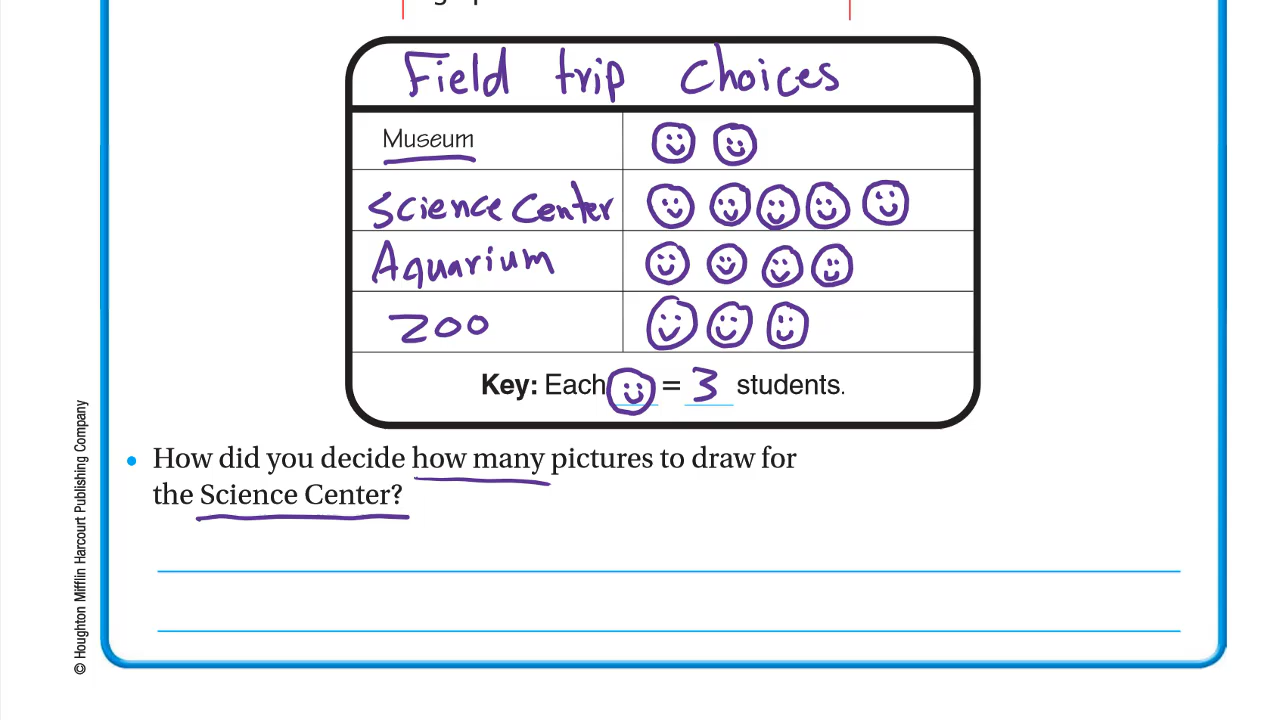 Field trip Choices
Museum
Science Center
Aquarium
Zoo
Key: Each = 3 students.
• How did you decide how many pictures to draw for
the Science Center?
© Houghton Mifflin Harcourt Publishing Company